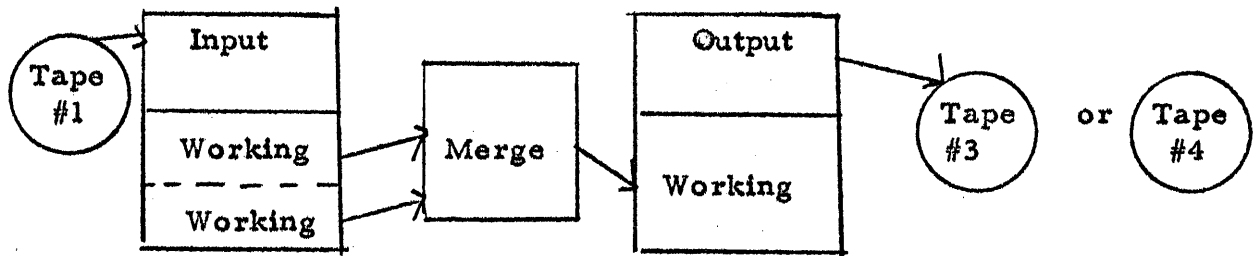 Tape
#1
Input
Working
Working
Merge
Output
Working
Tape
#3
or
Tape
#4